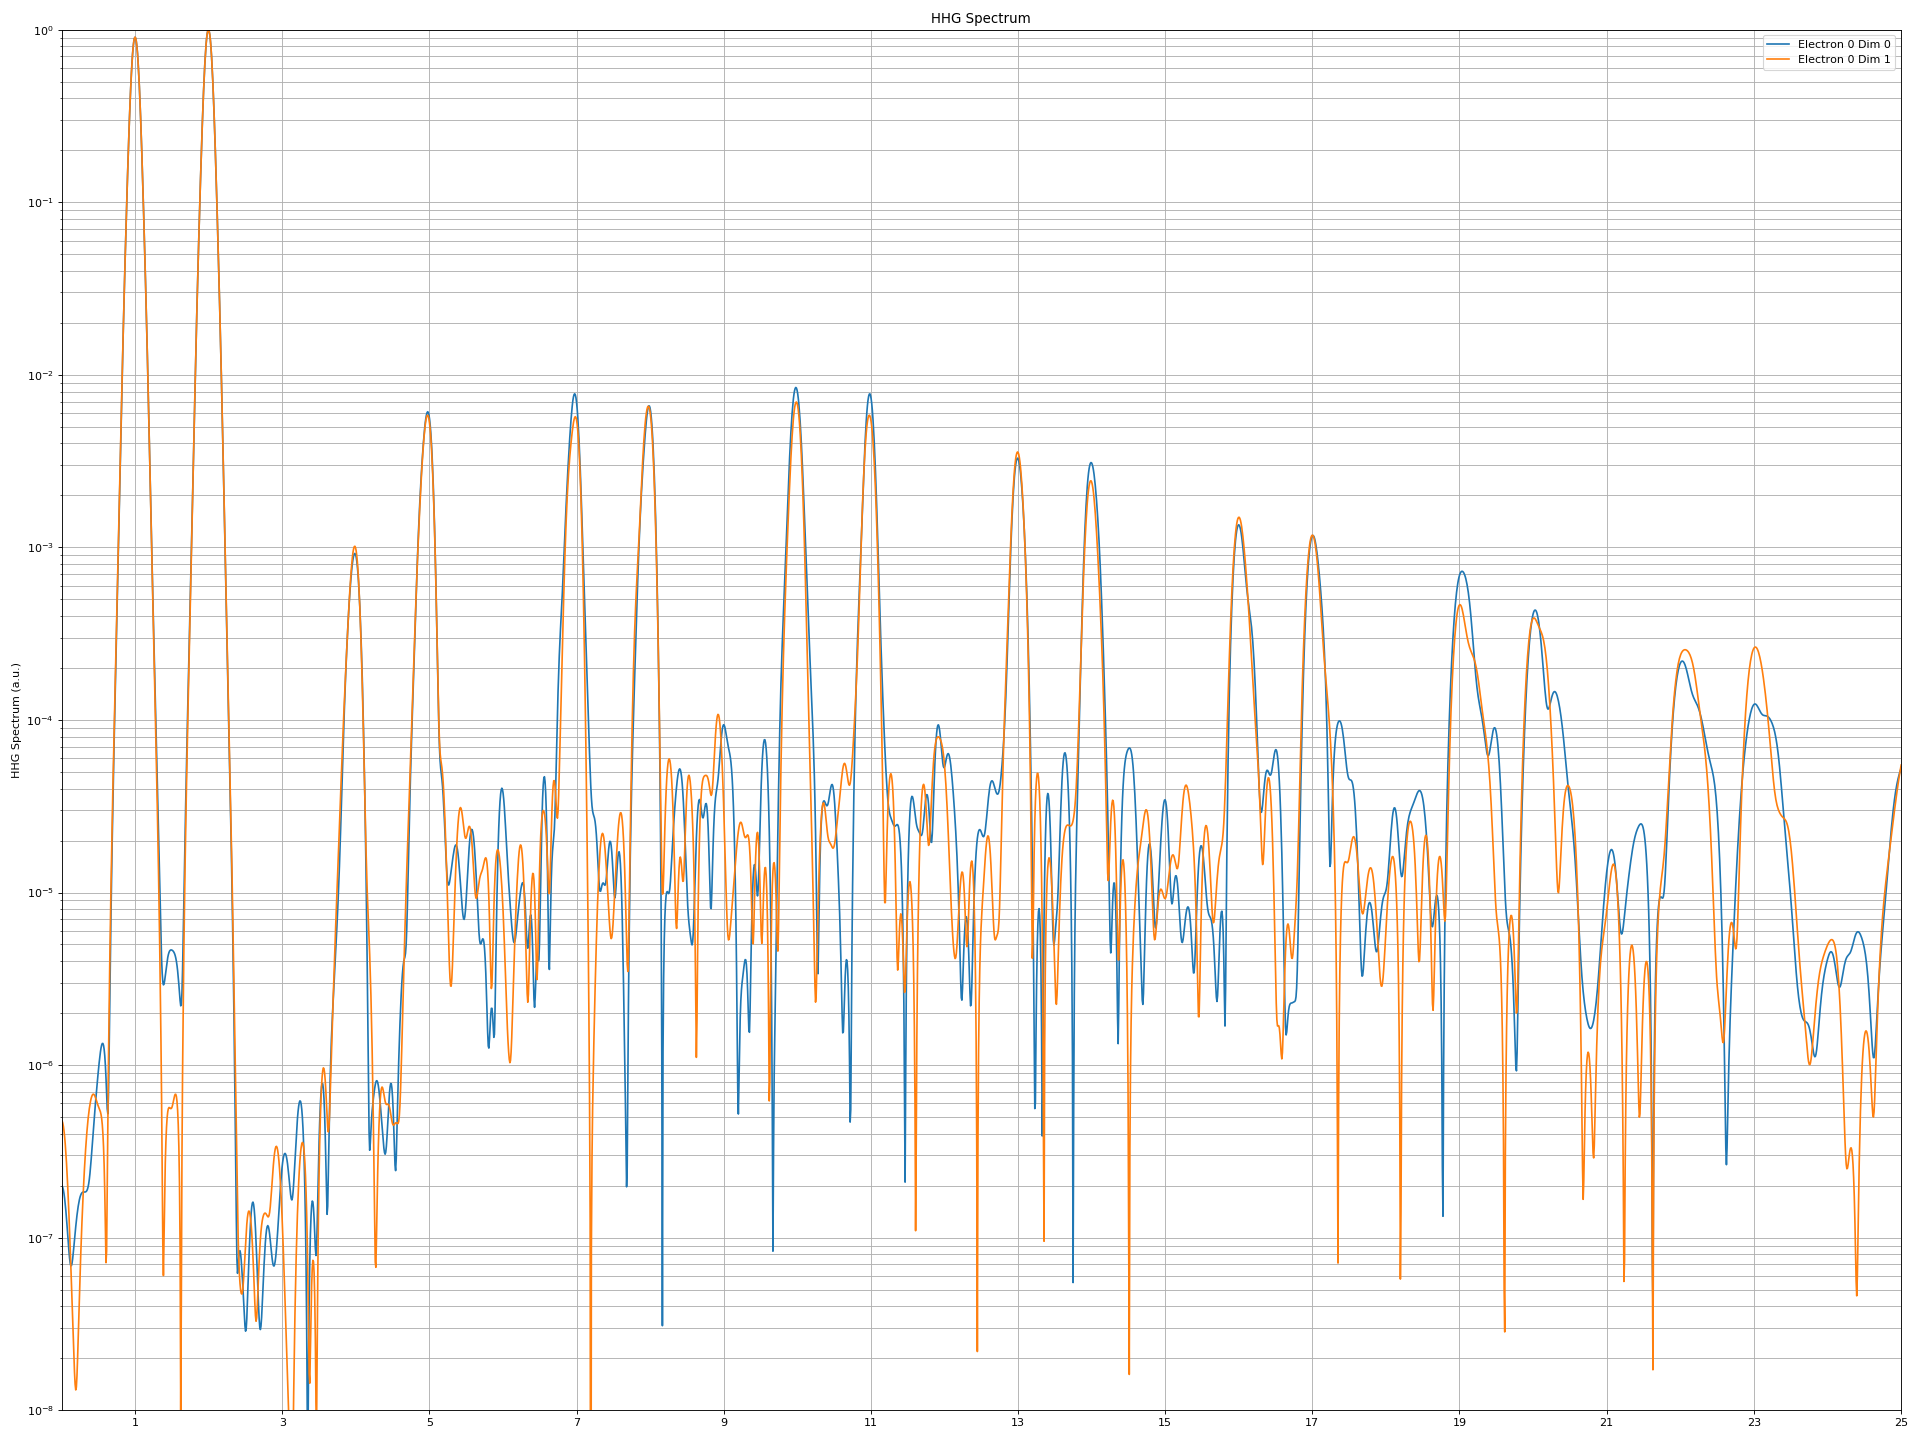 HHG Spectrum
Electron 0 Dim 0
Electron 0 Dim 1
HHG Spectrum (a.u.)
10⁰
10⁻¹
10⁻²
10⁻³
10⁻⁴
10⁻⁵
10⁻⁶
10⁻⁷
10⁻⁸
1 3 5 7 9 11 13 15 17 19 21 23 25